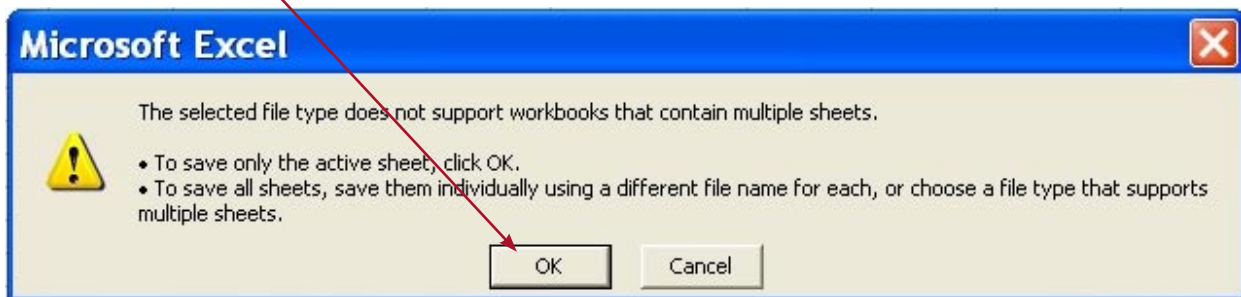 Microsoft Excel
The selected file type does not support workbooks that contain multiple sheets.
• To save only the active sheet, click OK.
• To save all sheets, save them individually using a different file name for each, or choose a file type that supports
multiple sheets.
OK Cancel